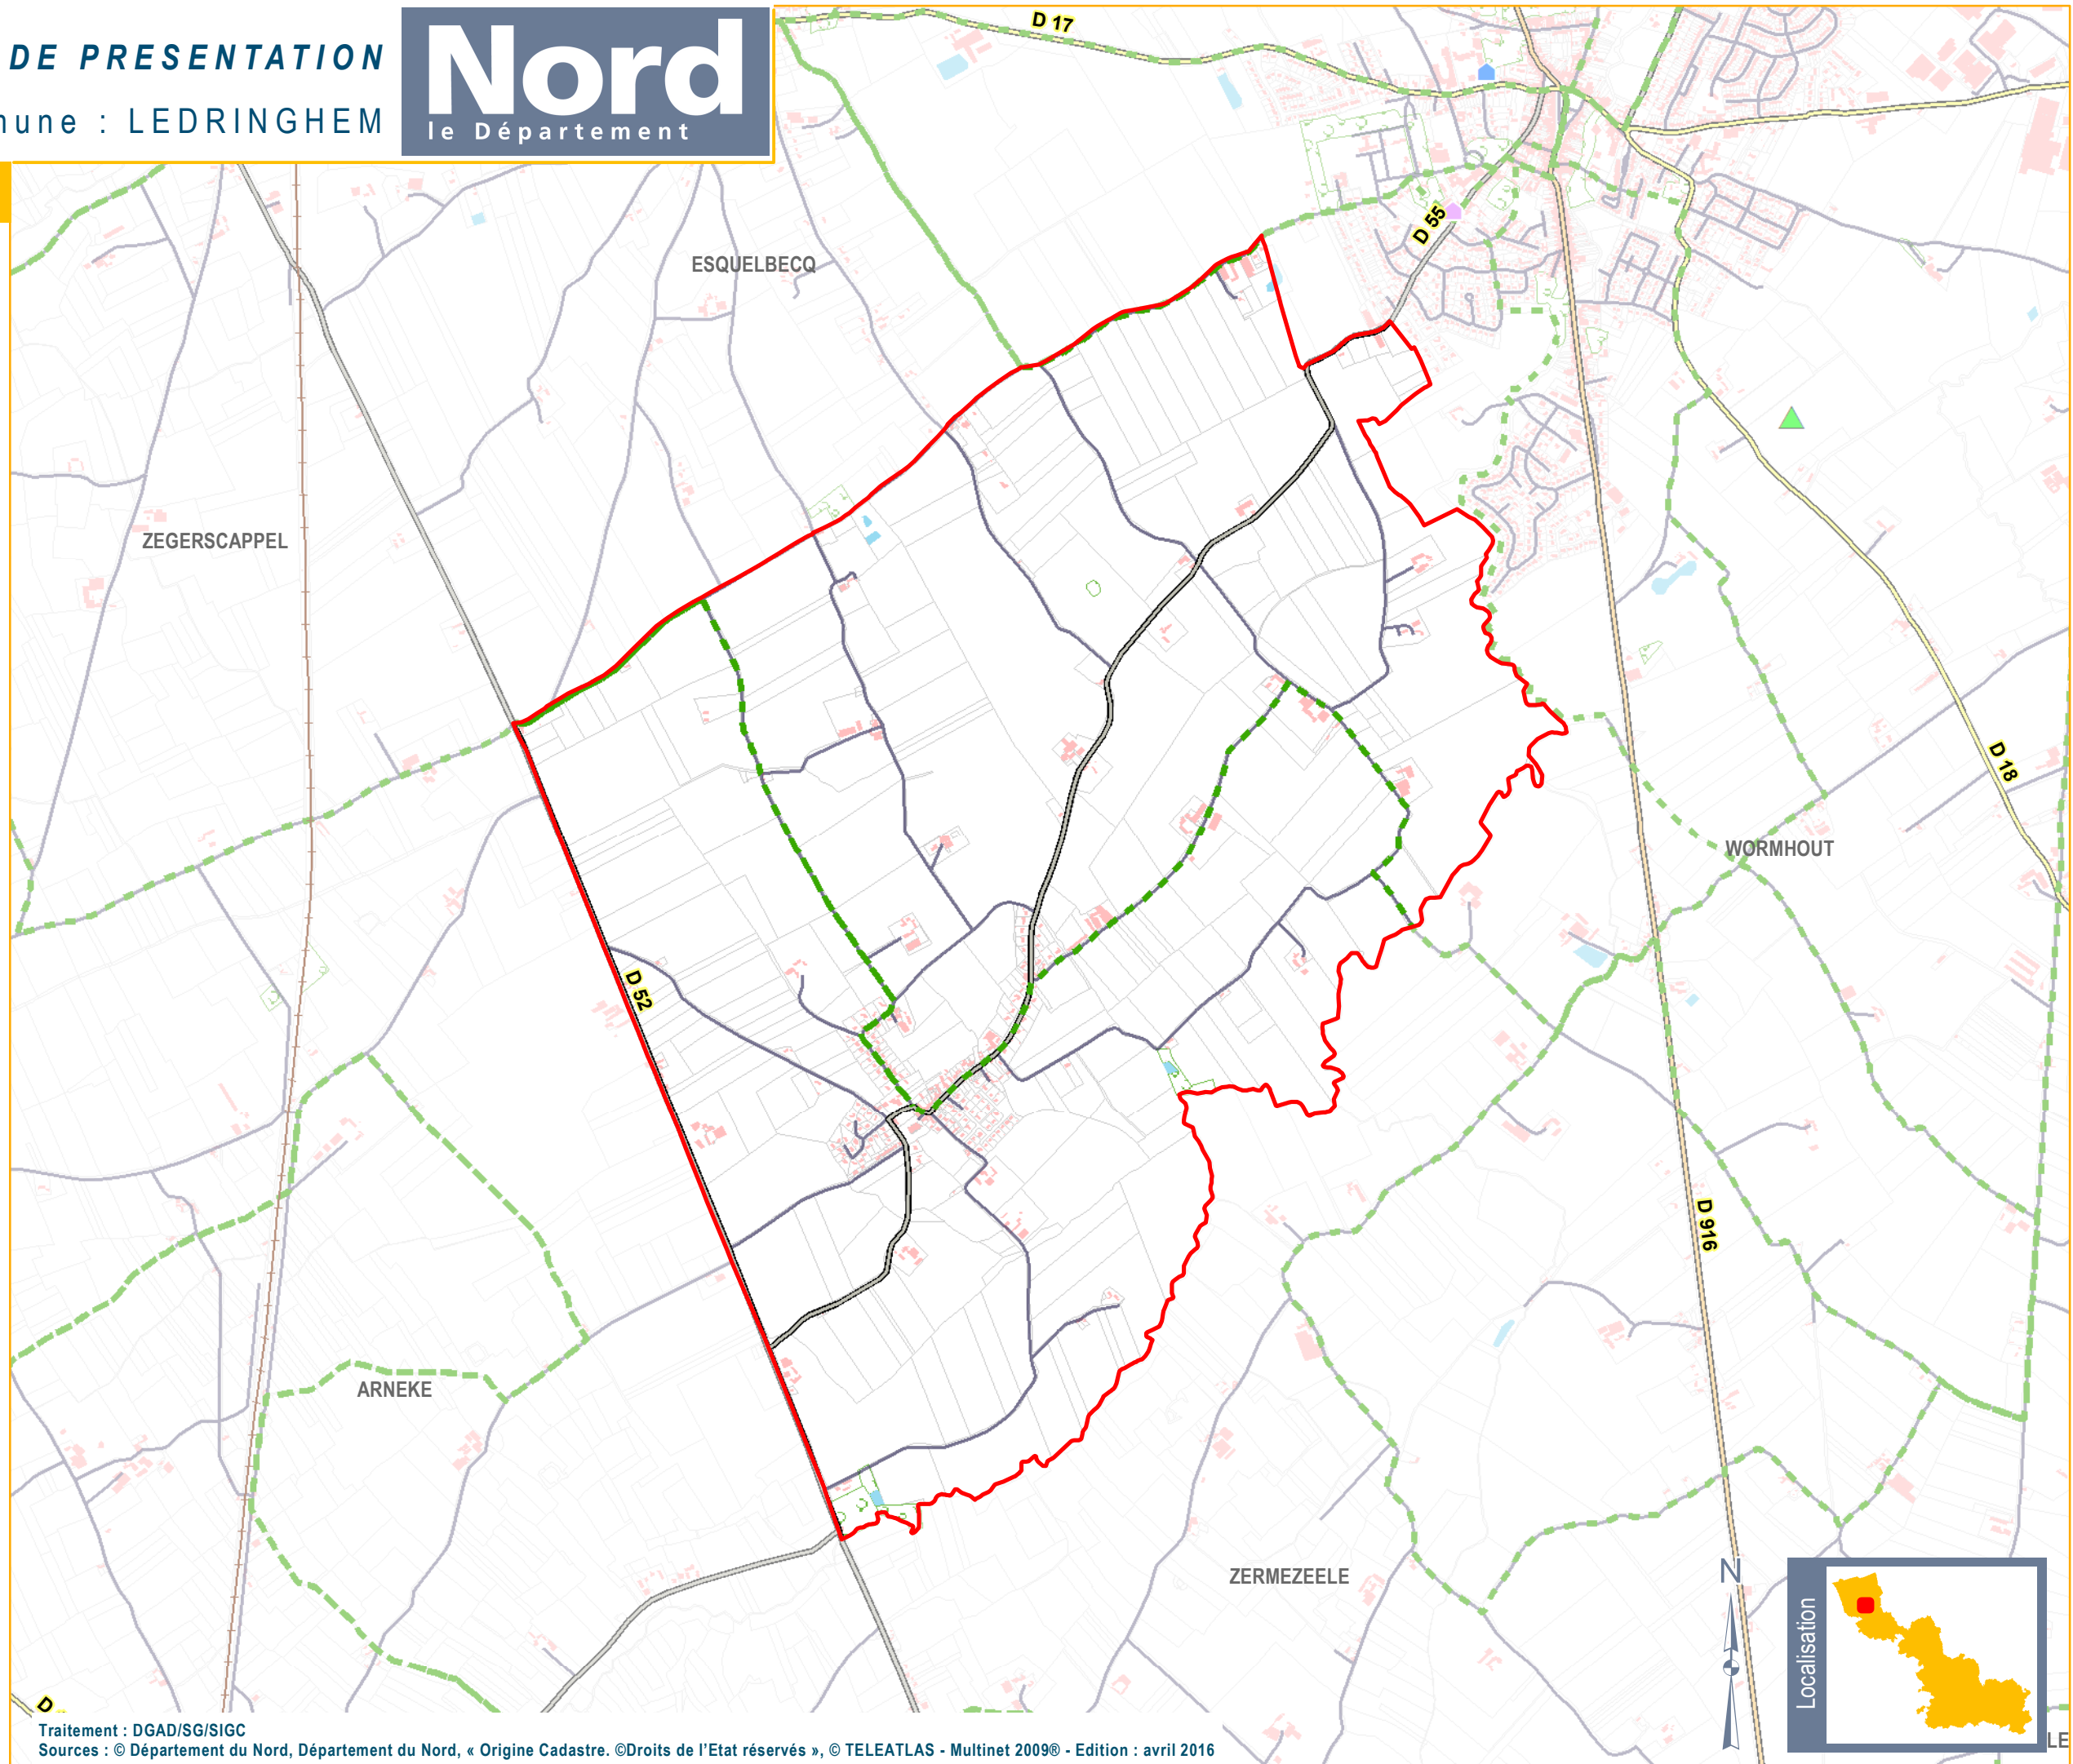 DE PRESENTATION
mune : LEDRINGHEM
Nord
le Département
D 17
D 55
ESQUELBECQ
ZEGERSCAPPEL
D 18
WORMHOUT
D 52
D 916
ARNEKE
ZERMEZEELE
N
Localisation
D
LE
Traitement : DGAD/SG/SIGC
Sources : © Département du Nord, Département du Nord, « Origine Cadastre. ©Droits de l'Etat réservés », © TELEATLAS - Multinet 2009® - Edition : avril 2016